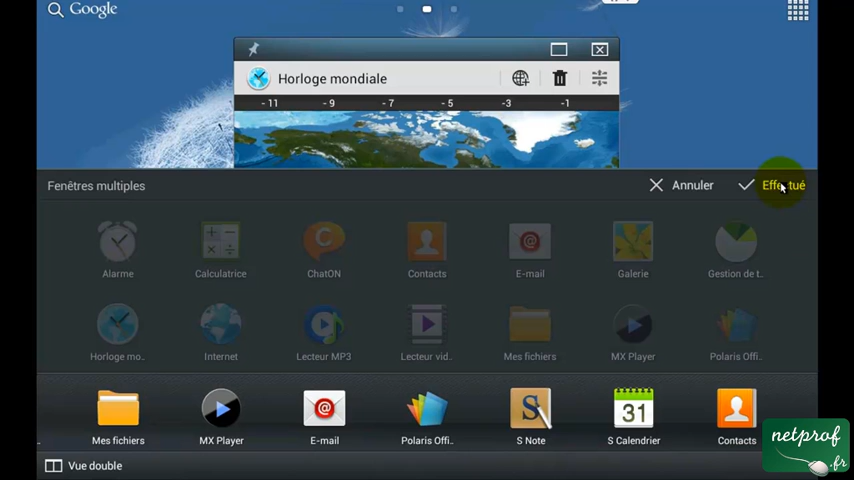 Google
Horloge mondiale
- 11 - 9 - 7 - 5 -3 -1
Fenêtres multiples
Annuler
Effectué
Alarme Calculatrice ChatON Contacts E-mail Galerie Gestion de t..
Horloge mo.. Internet Lecteur MP3 Lecteur vid.. Mes fichiers MX Player Polaris Offi..
.. Mes fichiers MX Player E-mail Polaris Offi.. S Note S Calendrier Contacts
S
31
Vue double
netprof
.fr